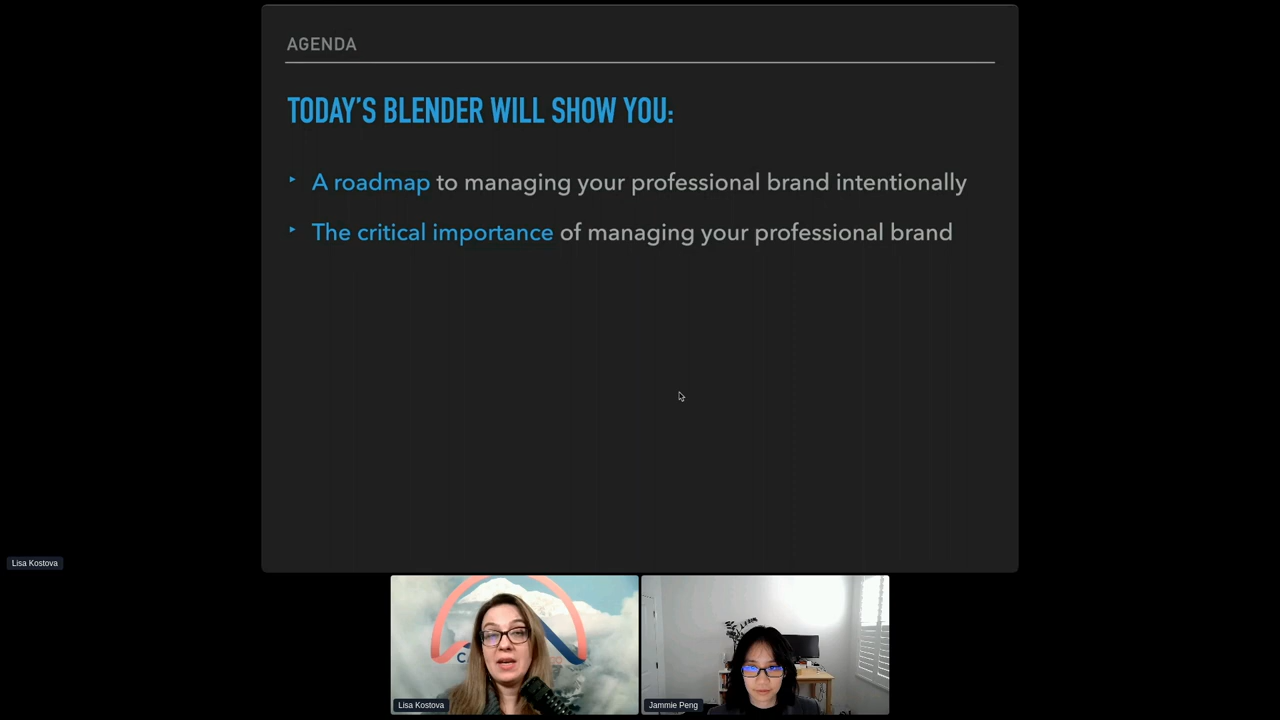 AGENDA
TODAY'S BLENDER WILL SHOW YOU:
‣ A roadmap to managing your professional brand intentionally
‣ The critical importance of managing your professional brand
Lisa Kostova
Lisa Kostova
Jammie Peng